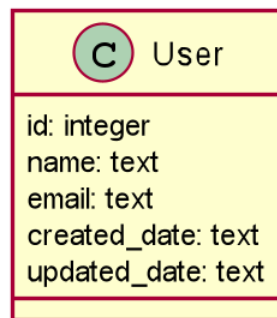 C User
id: integer
name: text
email: text
created_date: text
updated_date: text